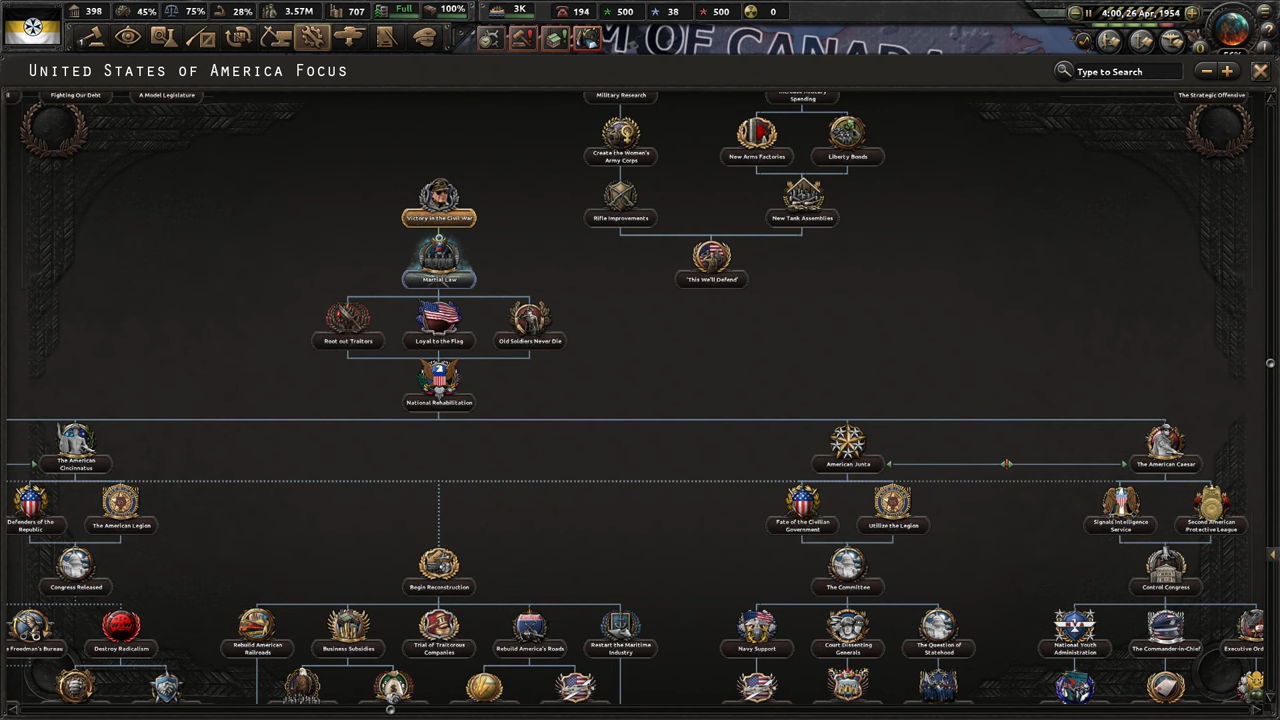 398 45% 75% 28% 3.57M 707 Full 100% 3K 194 500 38 500 0 4:00, 26 Apr, 1954
M OF CANADA
United States of America Focus
Type to Search
Fighting Our Debt
A Model Legislature
Military Research
Spending
The Strategic Offensive
Create the Women's
Army Corps
New Arms Factories
Liberty Bonds
Victory in the Civil War
Rifle Improvements
New Tank Assemblies
Martial Law
'This We'll Defend'
Root out Traitors
Loyal to the Flag
Old Soldiers Never Die
National Rehabilitation
The American
Cincinnatus
American Junta
The American Caesar
Defenders of the
Republic
The American Legion
Fate of the Civilian
Government
Utilize the Legion
Signals Intelligence
Service
Second American
Protective League
Congress Released
Begin Reconstruction
The Committee
Control Congress
e Freedman's Bureau
Destroy Radicalism
Rebuild American
Railroads
Business Subsidies
Trial of Traitorous
Companies
Rebuild America's Roads
Restart the Maritime
Industry
Navy Support
Court Dissenting
Generals
The Question of
Statehood
National Youth
Administration
The Commander-in-Chief
Executive Ord